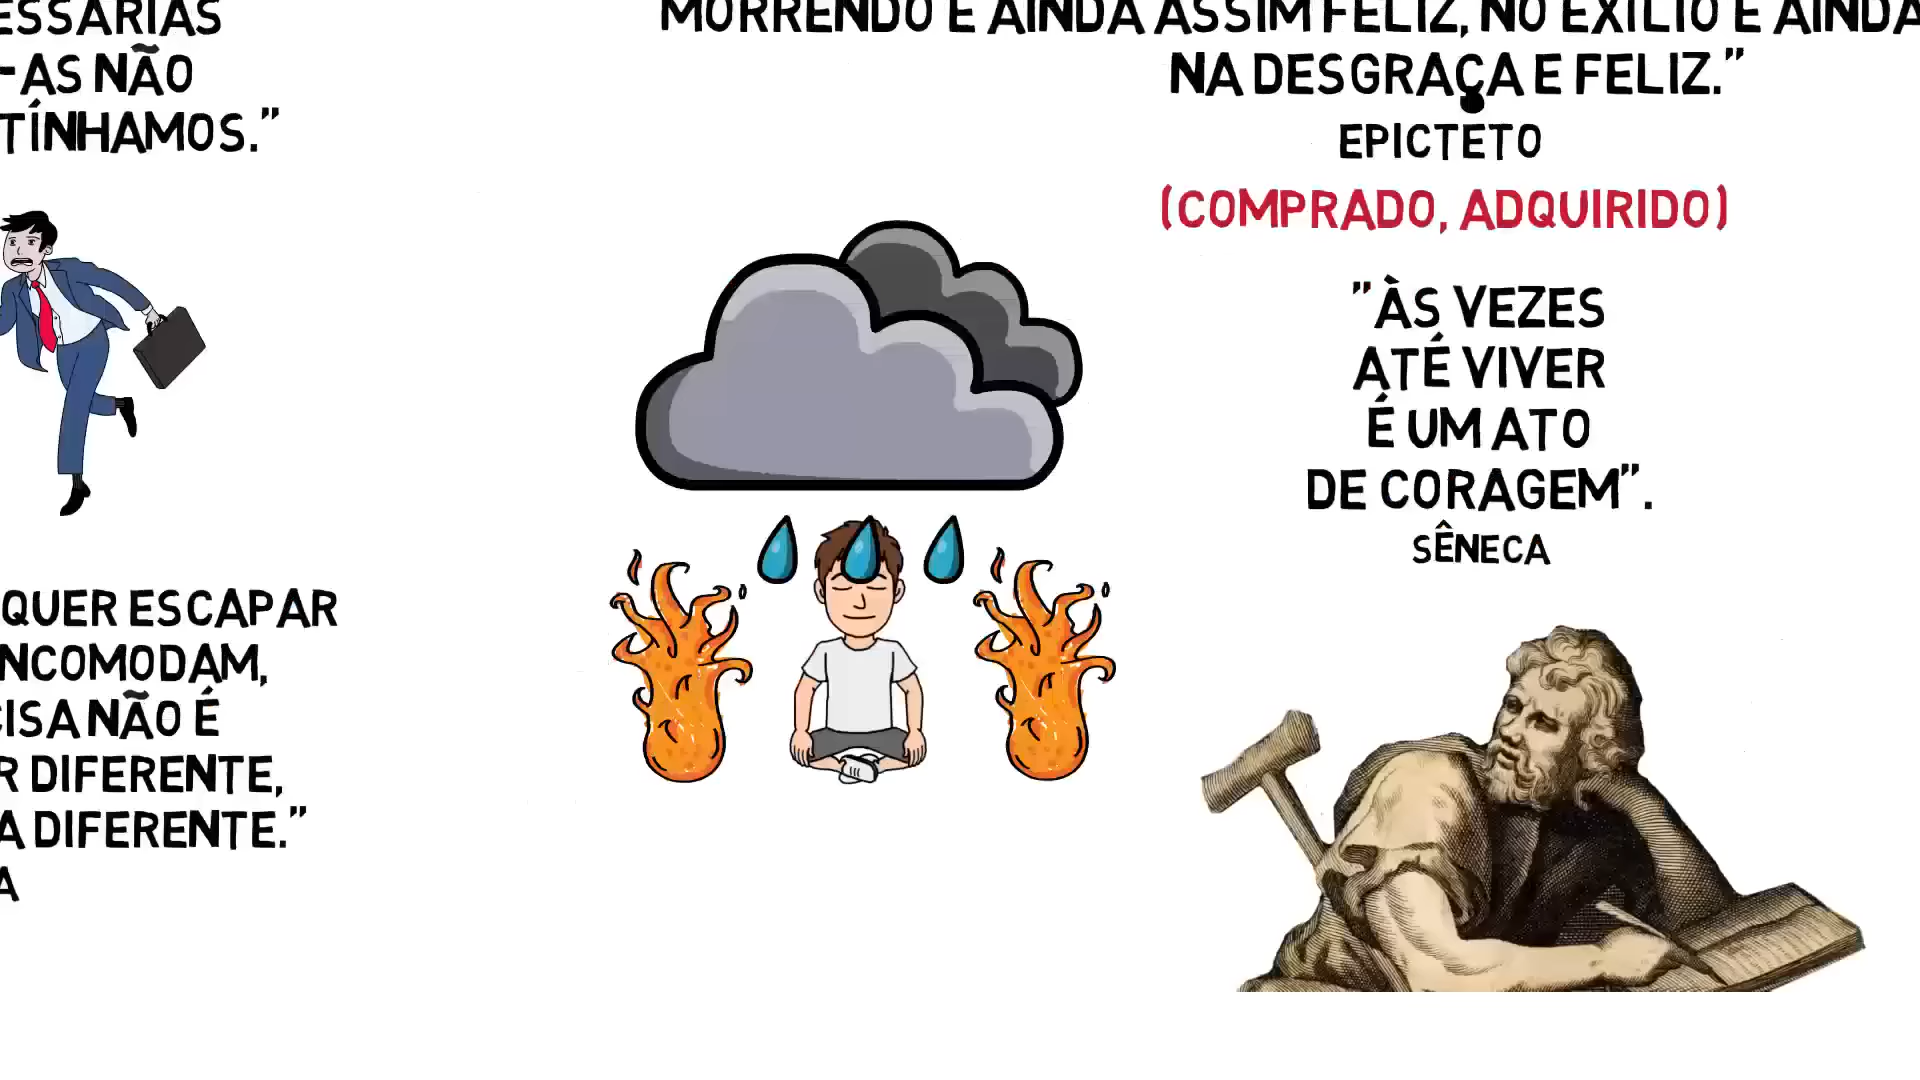 ESSÁRIAS
-AS NÃO
TÍNHAMOS."
QUER ESCAPAR
NCOMODAM,
CISA NÃO É
R DIFERENTE,
A DIFERENTE."
A
MORRENDO E AINDA ASSIM FELIZ, NO EXÍLIO E AINDA
NA DESGRAÇA E FELIZ."
EPICTETO
(COMPRADO, ADQUIRIDO)
"ÀS VEZES
ATÉ VIVER
É UM ATO
DE CORAGEM".
SÊNECA